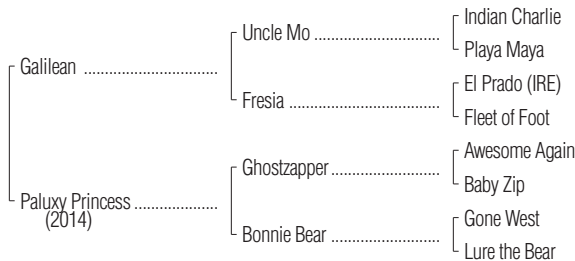 Indian Charlie
Uncle Mo
Playa Maya
Galilean
El Prado (IRE)
Fresia
Fleet of Foot
Awesome Again
Ghostzapper
Baby Zip
Paluxy Princess
(2014)
Gone West
Bonnie Bear
Lure the Bear